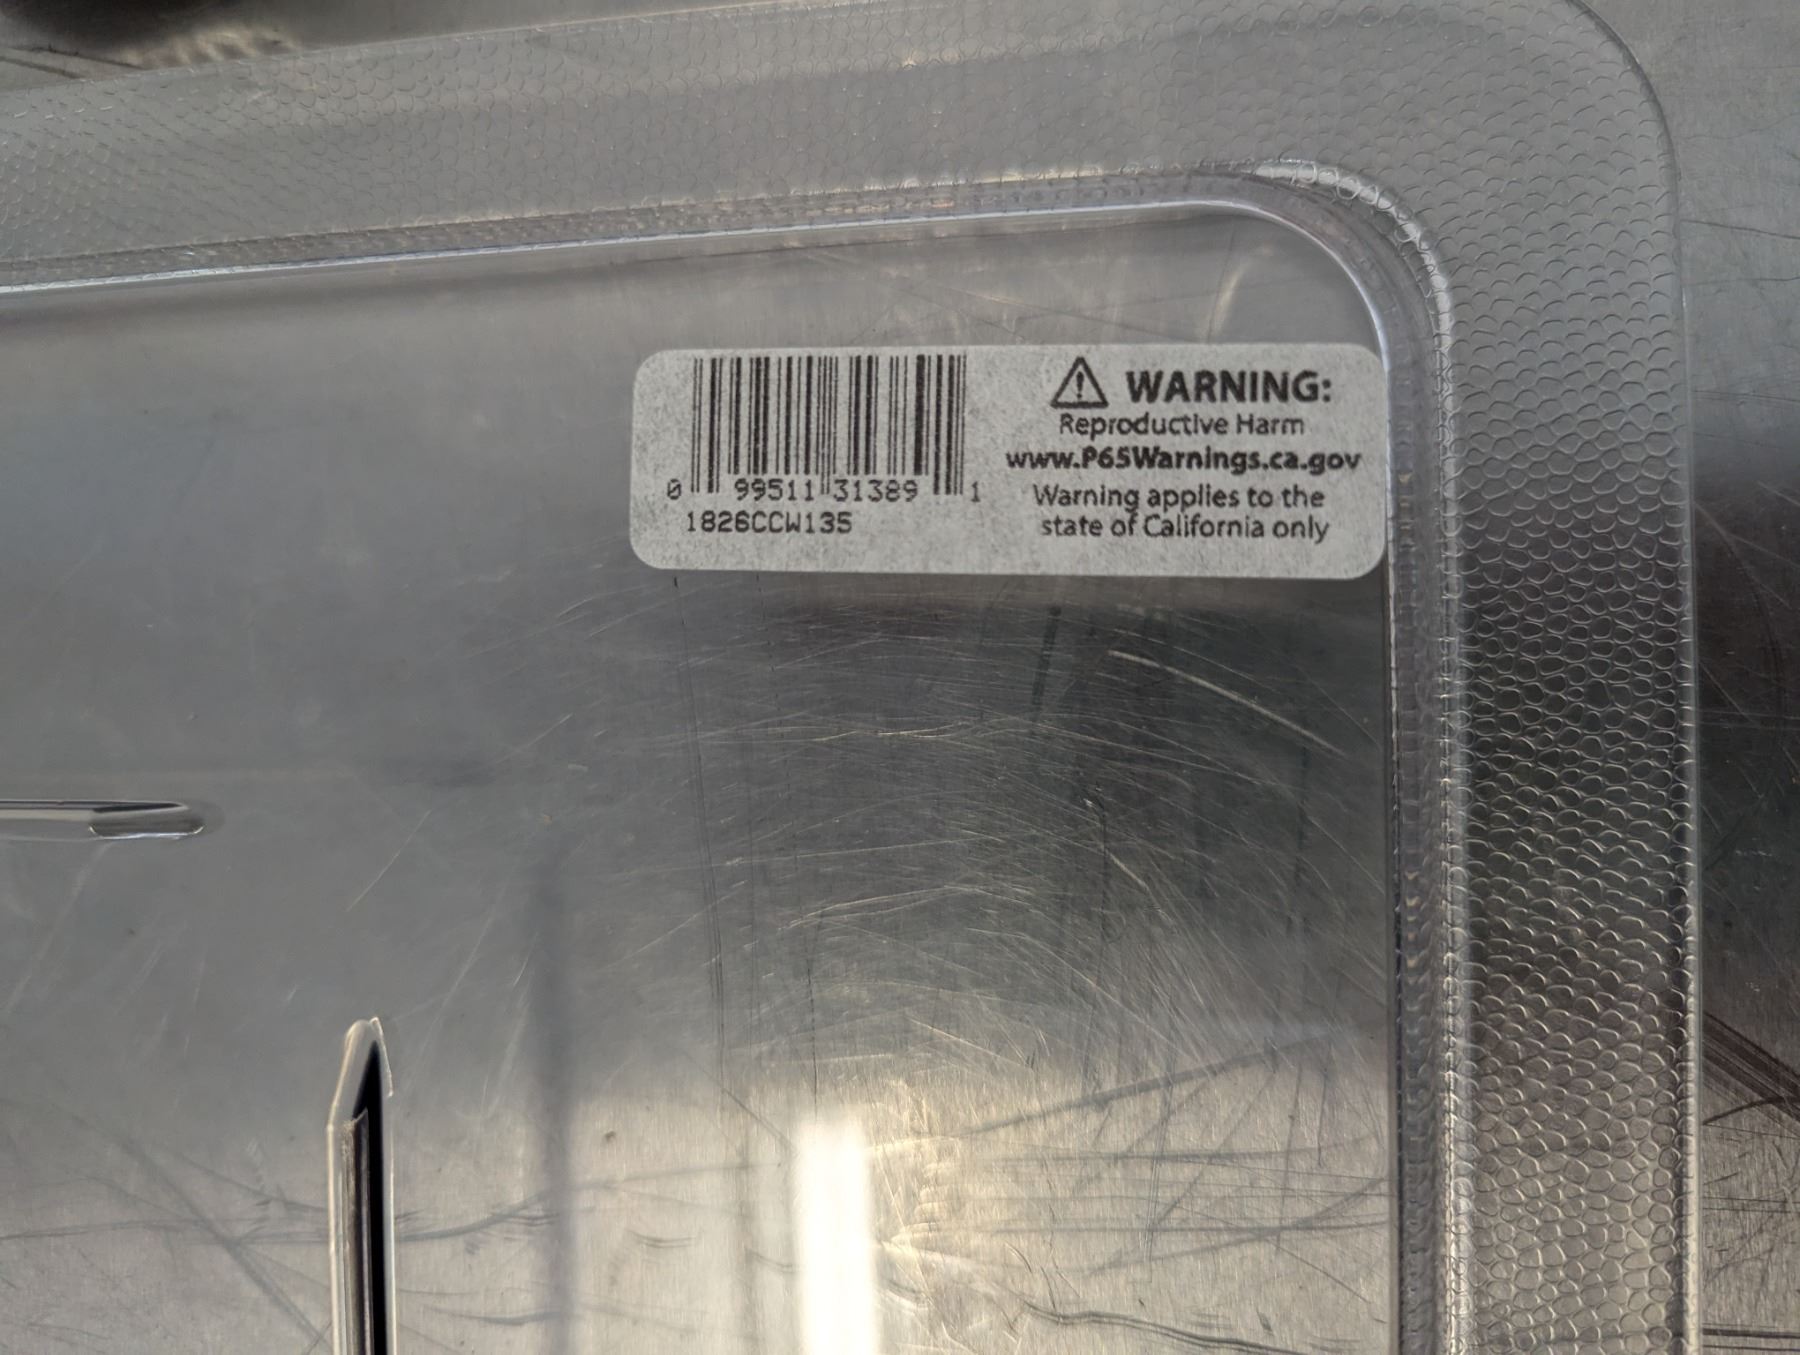 0 99511 31389 1
1826CCW135
WARNING:
Reproductive Harm
www.P65Warnings.ca.gov
Warning applies to the
state of California only